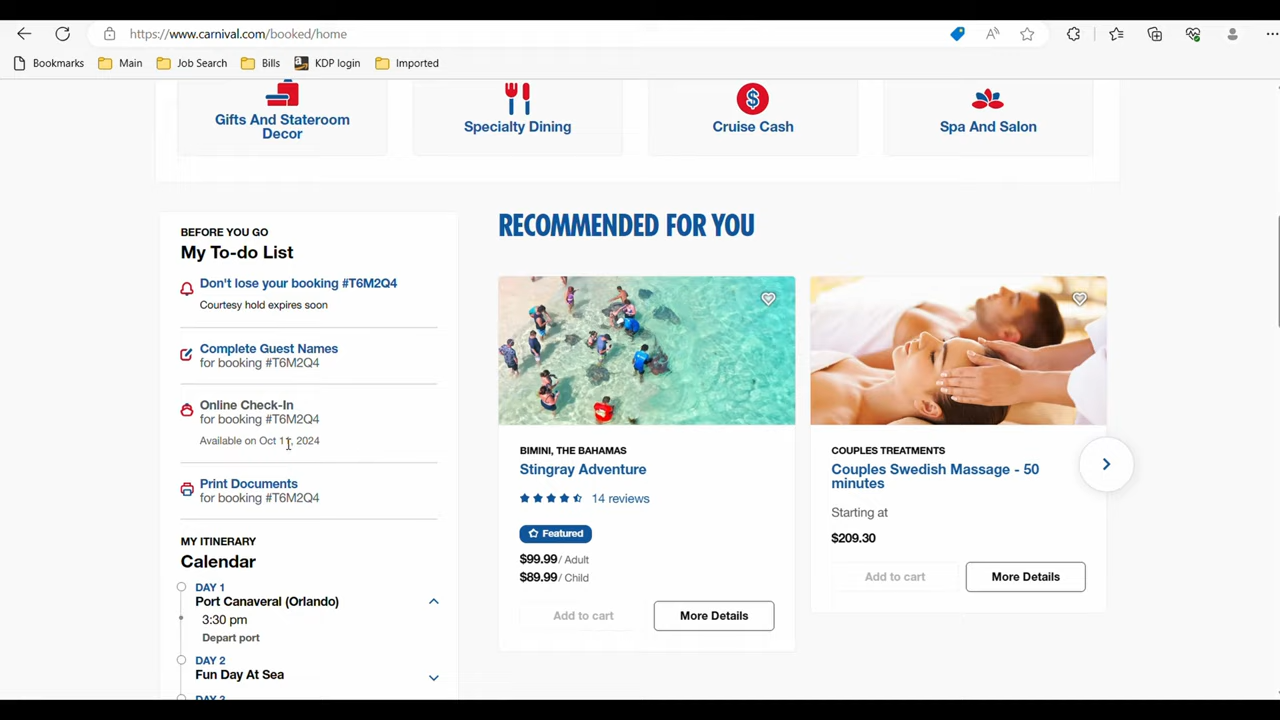 https://www.carnival.com/booked/home
Bookmarks Main Job Search Bills KDP login Imported
Gifts And Stateroom
Decor
Specialty Dining
Cruise Cash
Spa And Salon
BEFORE YOU GO
My To-do List
Don't lose your booking #T6M2Q4
Courtesy hold expires soon
Complete Guest Names
for booking #T6M2Q4
Online Check-In
for booking #T6M2Q4
Available on Oct 2024
Print Documents
for booking #T6M2Q4
MY ITINERARY
Calendar
DAY 1
Port Canaveral (Orlando)
3:30 pm
Depart port
DAY 2
Fun Day At Sea
RECOMMENDED FOR YOU
BIMINI, THE BAHAMAS
Stingray Adventure
14 reviews
Featured
$99.99 / Adult
$89.99 / Child
Add to cart
More Details
COUPLES TREATMENTS
Couples Swedish Massage - 50
minutes
Starting at
$209.30
Add to cart
More Details